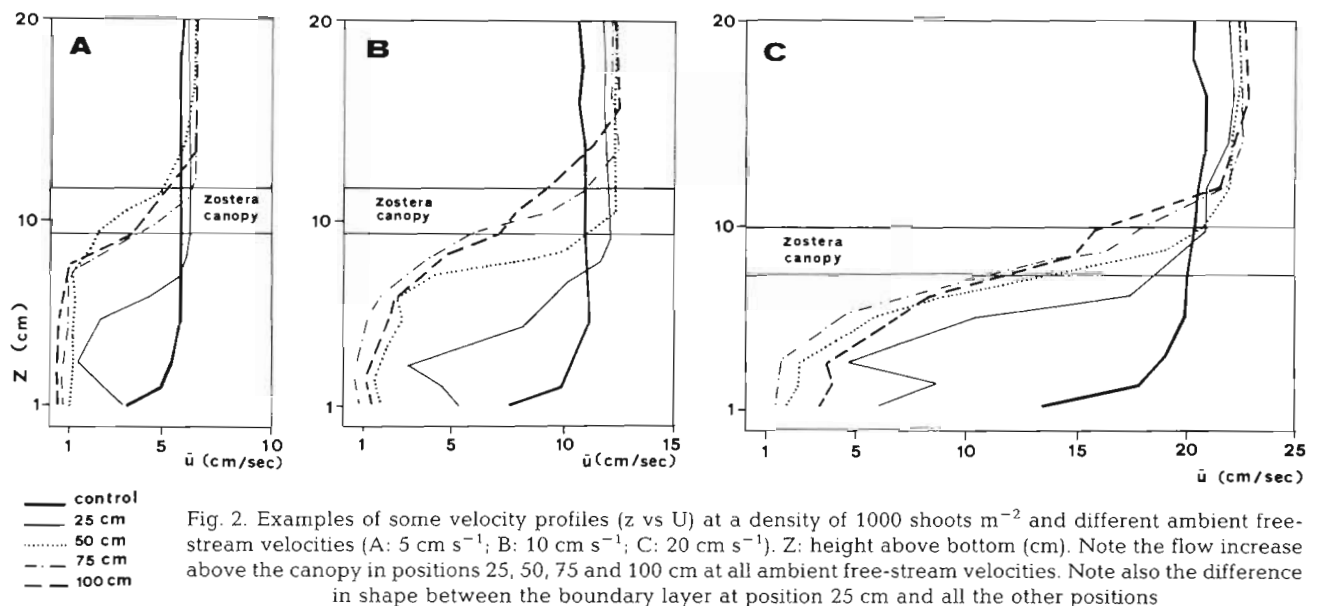 20
A
Zostera
canopy
10
Z (cm)
1
1 5 10
ū (cm/sec)
20
B
Zostera
canopy
10
1
1 5 10 15
ū (cm/sec)
20
C
Zostera
canopy
10
1
1 5 10 15 20 25
ū (cm/sec)
control
25 cm
50 cm
75 cm
100 cm
Fig. 2. Examples of some velocity profiles (z vs U) at a density of 1000 shoots m⁻² and different ambient free-
stream velocities (A: 5 cm s⁻¹; B: 10 cm s⁻¹; C: 20 cm s⁻¹). Z: height above bottom (cm). Note the flow increase
above the canopy in positions 25, 50, 75 and 100 cm at all ambient free-stream velocities. Note also the difference
in shape between the boundary layer at position 25 cm and all the other positions